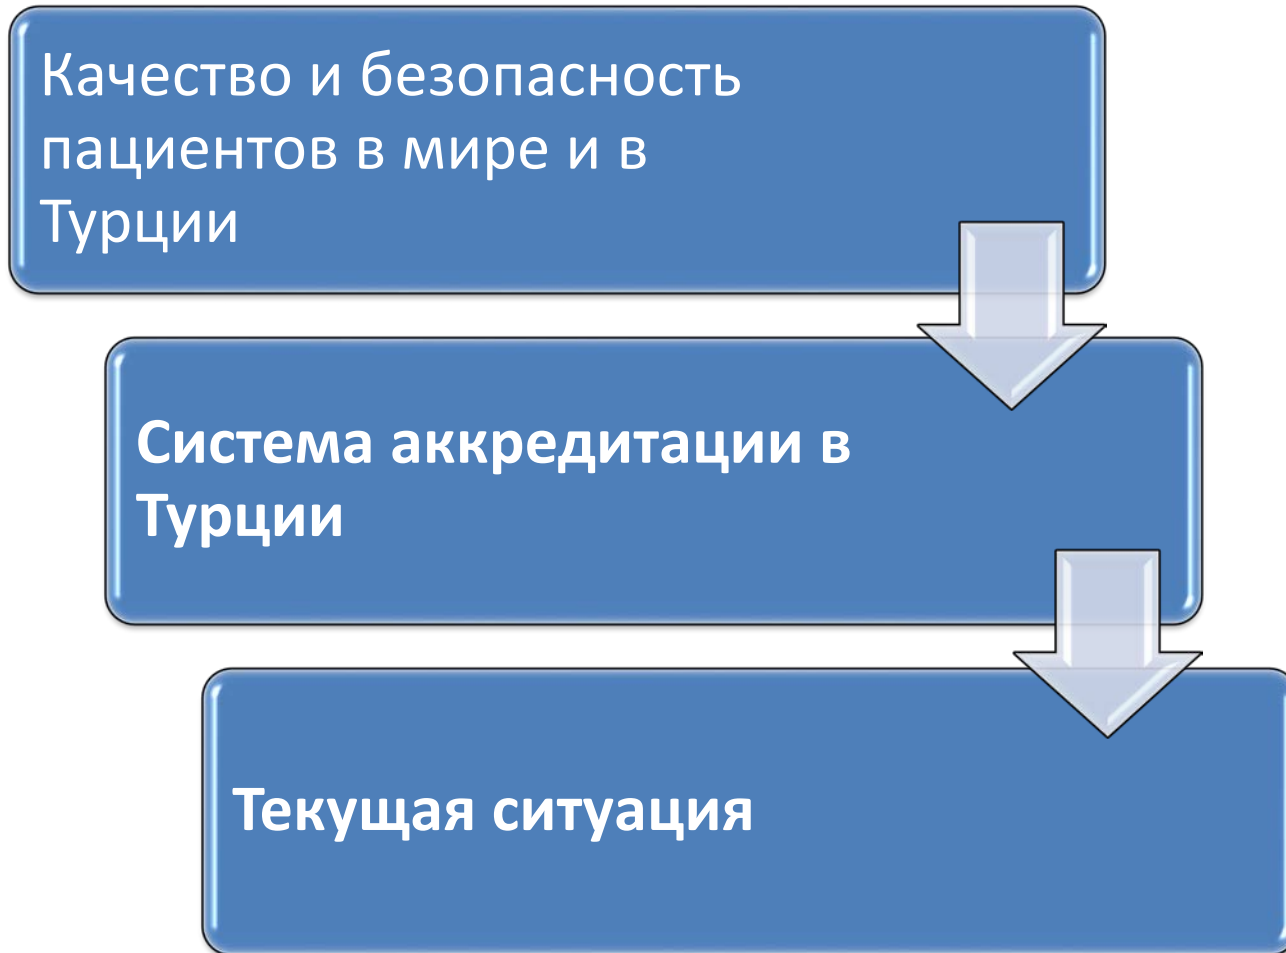 Качество и безопасность
пациентов в мире и в
Турции
Система аккредитации в
Турции
Текущая ситуация